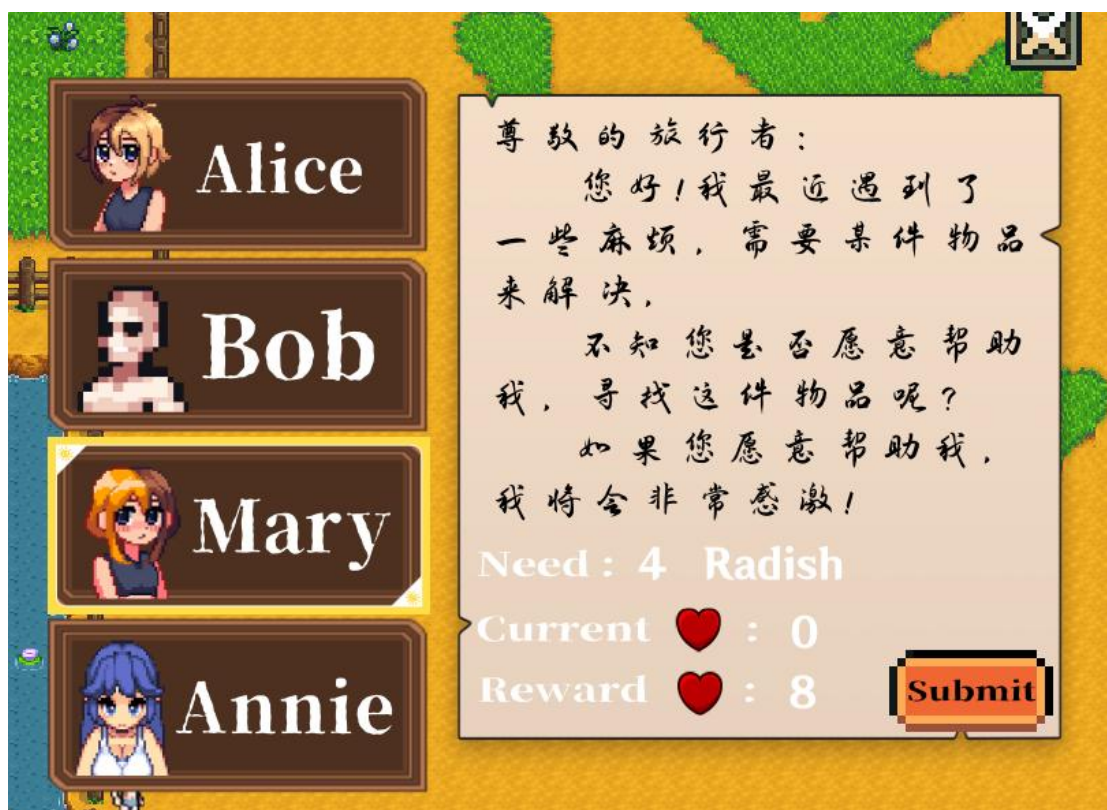 Alice
Bob
Mary
Annie
尊敬的旅行者:
您好!我最近遇到了
一些麻烦,需要某件物品
来解决,
不知您是否愿意帮助
我,寻找这件物品呢?
如果您愿意帮助我,
我将会非常感激!
Need: 4 Radish
Current : 0
Reward : 8
Submit